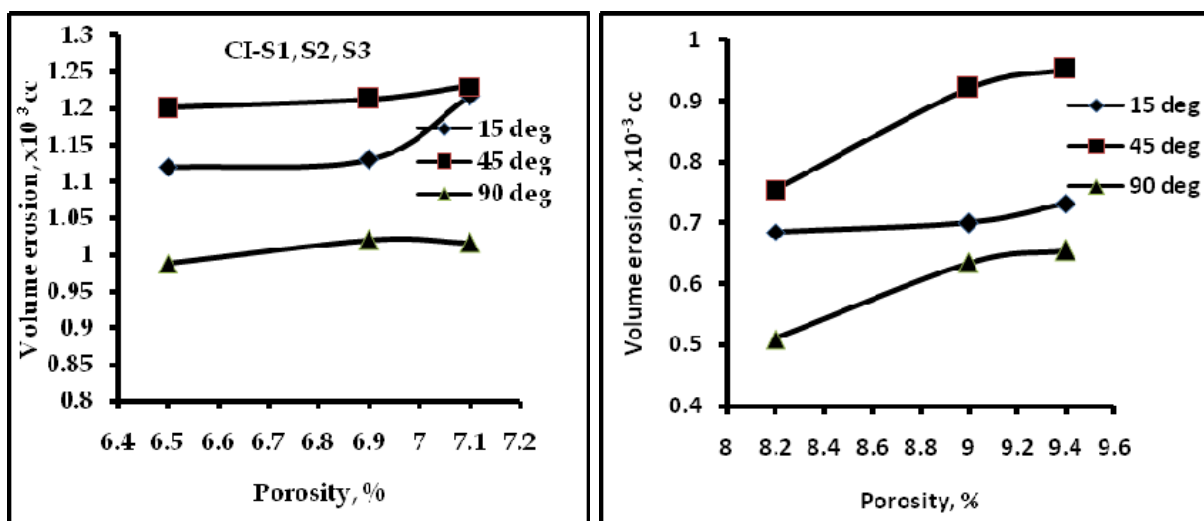 CI-S1, S2, S3
Volume erosion, x10⁻³ cc
1.3
1.25
1.2
1.15
1.1
1.05
1
0.95
0.9
0.85
0.8
6.4 6.5 6.6 6.7 6.8 6.9 7 7.1 7.2
Porosity, %
15 deg
45 deg
90 deg
Volume erosion, x10⁻³ cc
1
0.9
0.8
0.7
0.6
0.5
0.4
8 8.2 8.4 8.6 8.8 9 9.2 9.4 9.6
Porosity, %
15 deg
45 deg
90 deg